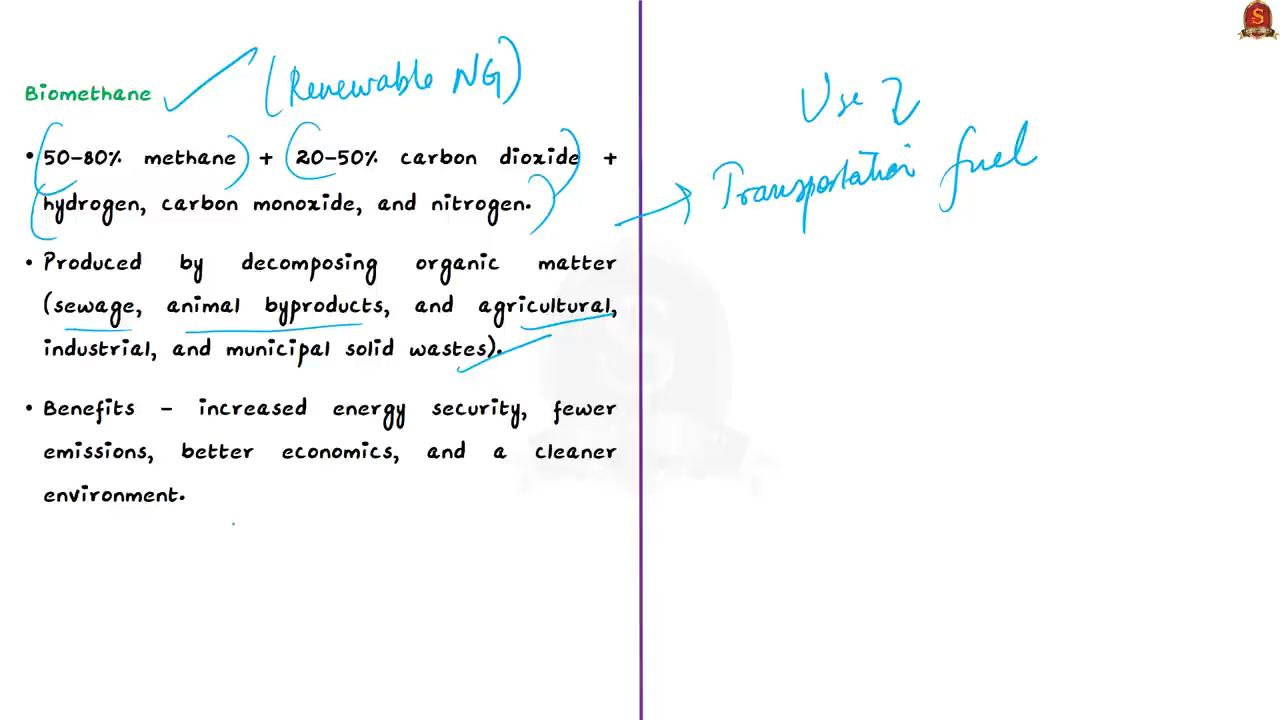 Biomethane
(Renewable NG)
• 50-80% methane + 20-50% carbon dioxide +
hydrogen, carbon monoxide, and nitrogen.
• Produced by decomposing organic matter
(sewage, animal byproducts, and agricultural,
industrial, and municipal solid wastes).
• Benefits - increased energy security, fewer
emissions, better economics, and a cleaner
environment.
Use
Transportation fuel